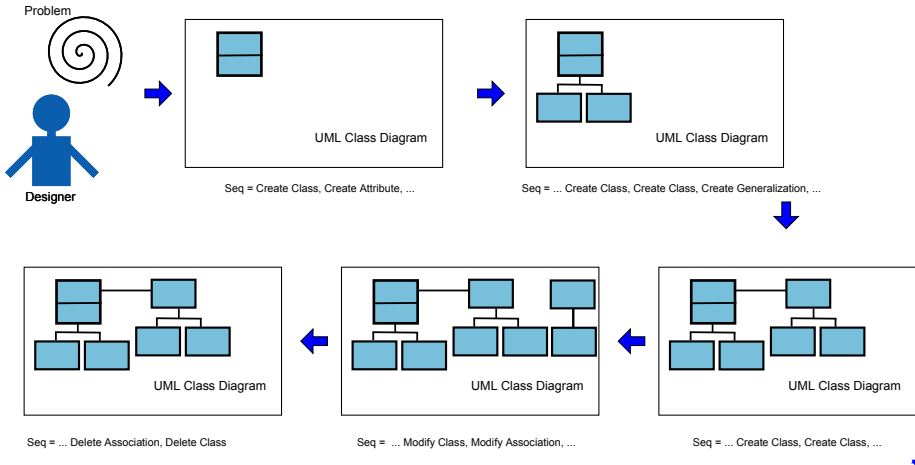 Problem
Designer
UML Class Diagram
Seq = Create Class, Create Attribute, ...
UML Class Diagram
Seq = ... Create Class, Create Class, Create Generalization, ...
UML Class Diagram
Seq = ... Delete Association, Delete Class
UML Class Diagram
Seq = ... Modify Class, Modify Association, ...
UML Class Diagram
Seq = ... Create Class, Create Class, ...